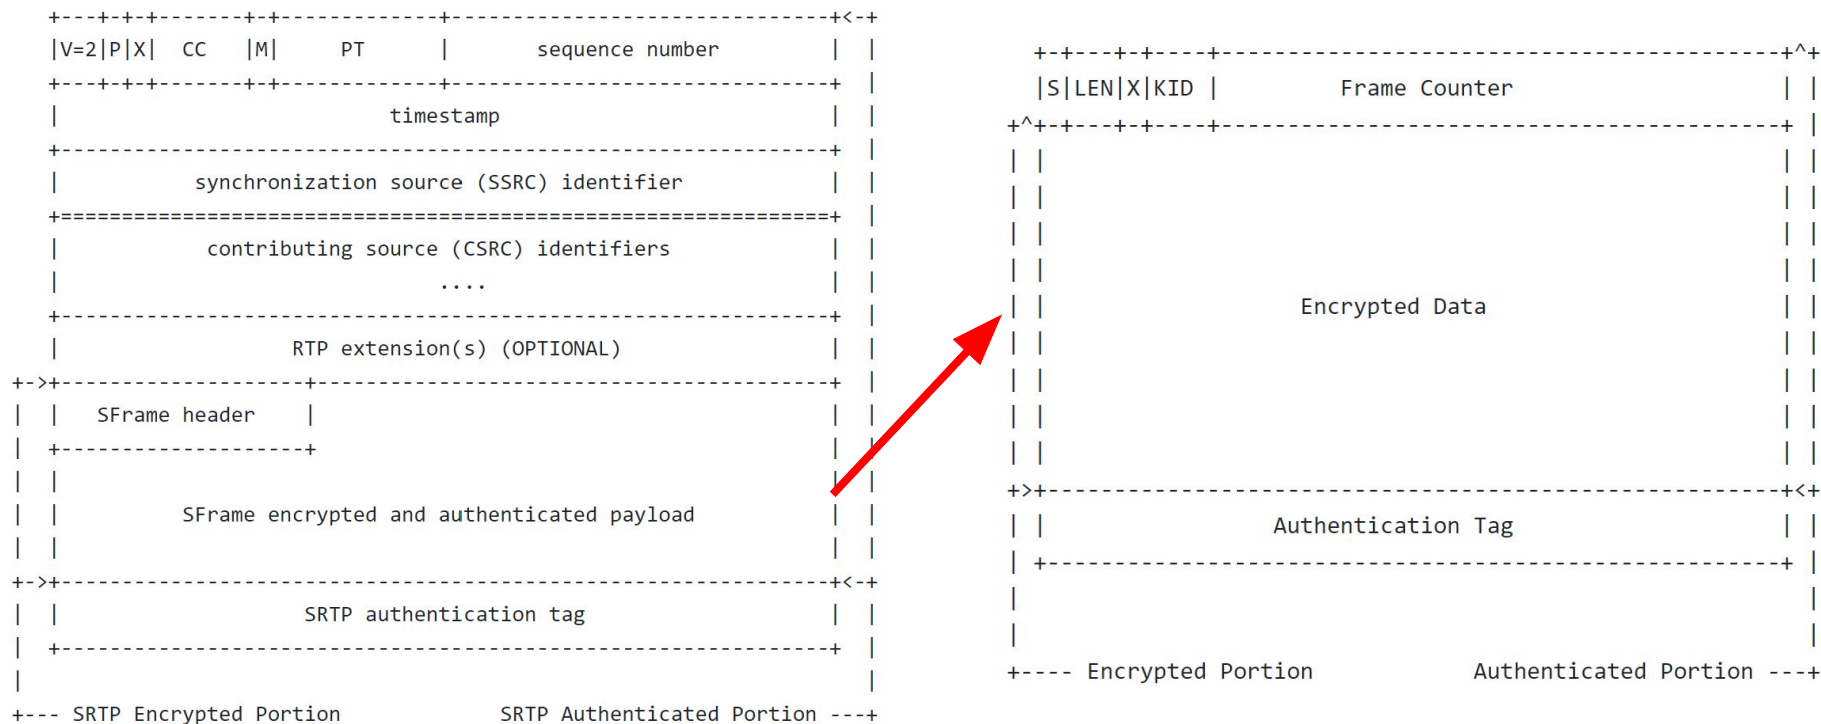 +---+-+-+-------+-+-------------+-------------------------------+<-+
|V=2|P|X|  CC   |M|     PT      |       sequence number         |  |
+---+-+-+-------+-+-------------+-------------------------------+  |
|                           timestamp                           |  |
+---------------------------------------------------------------+  |
|           synchronization source (SSRC) identifier            |  |
+===============================================================+  |
|            contributing source (CSRC) identifiers             |  |
|                               ....                            |  |
+---------------------------------------------------------------+  |
|                   RTP extension(s) (OPTIONAL)                 |  |
+->+--------------------+------------------------------------------+  |
|  |   SFrame header    |                                          |  |
|  +--------------------+                                          |  |
|  |                                                               |  |
|  |          SFrame encrypted and authenticated payload           |  |
|  |                                                               |  |
+->+---------------------------------------------------------------+<-+
|  |                    SRTP authentication tag                    |  |
|  +---------------------------------------------------------------+  |
|                                                                     |
+--- SRTP Encrypted Portion             SRTP Authenticated Portion ---+
+-+---+-+----+------------------------------------------+^+
|S|LEN|X|KID |         Frame Counter                    | |
+^+-+---+-+----+------------------------------------------+ |
| |                                                       | |
| |                                                       | |
| |                                                       | |
| |                                                       | |
| |                   Encrypted Data                      | |
| |                                                       | |
| |                                                       | |
| |                                                       | |
| |                                                       | |
+>+-------------------------------------------------------+<+
| |                 Authentication Tag                    | |
| +-------------------------------------------------------+ |
|                                                           |
|                                                           |
+---- Encrypted Portion            Authenticated Portion ---+